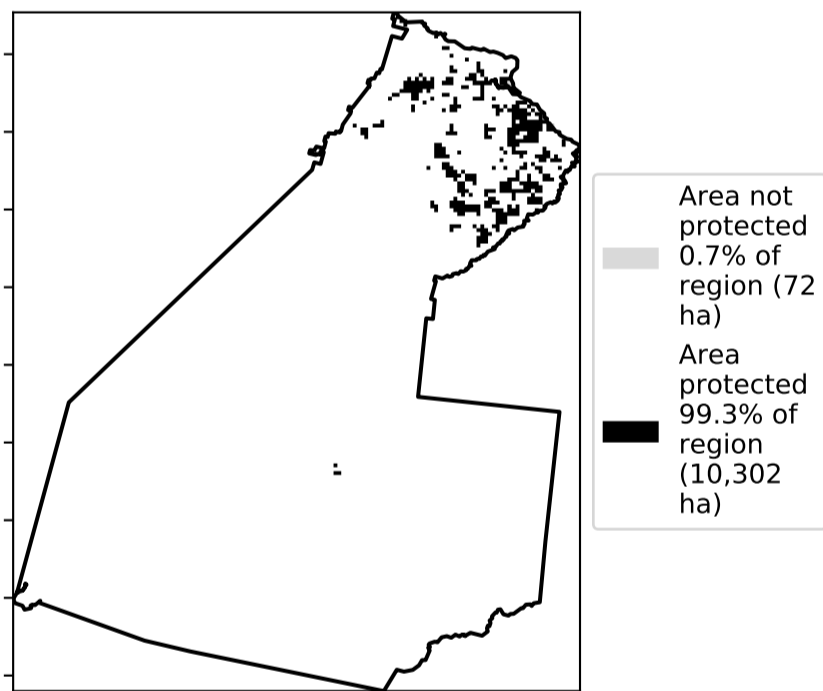 Area not
protected
0.7% of
region (72
ha)
Area
protected
99.3% of
region
(10,302
ha)